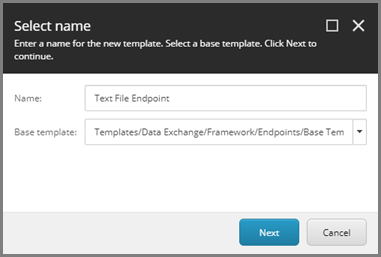 Select name
Enter a name for the new template. Select a base template. Click Next to
continue.
Name:
Text File Endpoint
Base template:
Templates/Data Exchange/Framework/Endpoints/Base Tem
Next
Cancel